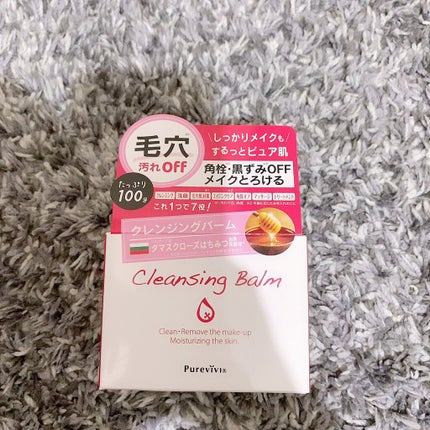 毛穴
汚れOFF
しっかりメイクも
するっとピュア肌
たっぷり
100g
角栓・黒ずみOFF
メイクとろける
これ1つで7役!
クレンジングバーム
ダマスクローズはちみつ
Cleansing Balm
Clean・Remove the make-up
Moisturizing the skin
Purevivi®